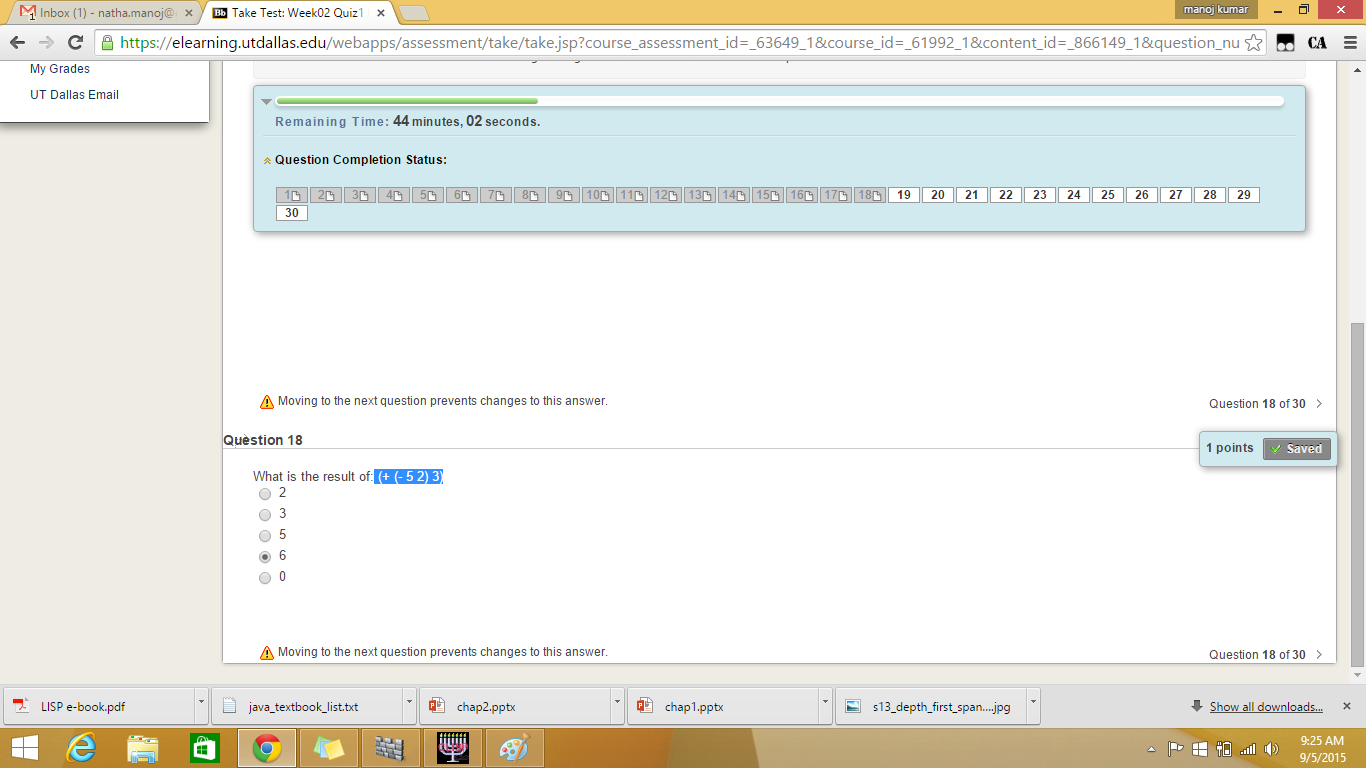 Inbox (1) - natha.manoj@
Take Test: Week02 Quiz1
manoj kumar
https://elearning.utdallas.edu/webapps/assessment/take/take.jsp?course_assessment_id=_63649_1&course_id=_61992_1&content_id=_866149_1&question_nu
CA
My Grades
UT Dallas Email
Remaining Time: 44 minutes, 02 seconds.
Question Completion Status:
1 2 3 4 5 6 7 8 9 10 11 12 13 14 15 16 17 18 19 20 21 22 23 24 25 26 27 28 29
30
Moving to the next question prevents changes to this answer.
Question 18 of 30 >
Question 18
1 points
Saved
What is the result of: (+ (- 5 2) 3)
2
3
5
6
0
Moving to the next question prevents changes to this answer.
Question 18 of 30 >
LISP e-book.pdf
java_textbook_list.txt
chap2.pptx
chap1.pptx
s13_depth_first_span....jpg
Show all downloads...
9:25 AM
9/5/2015